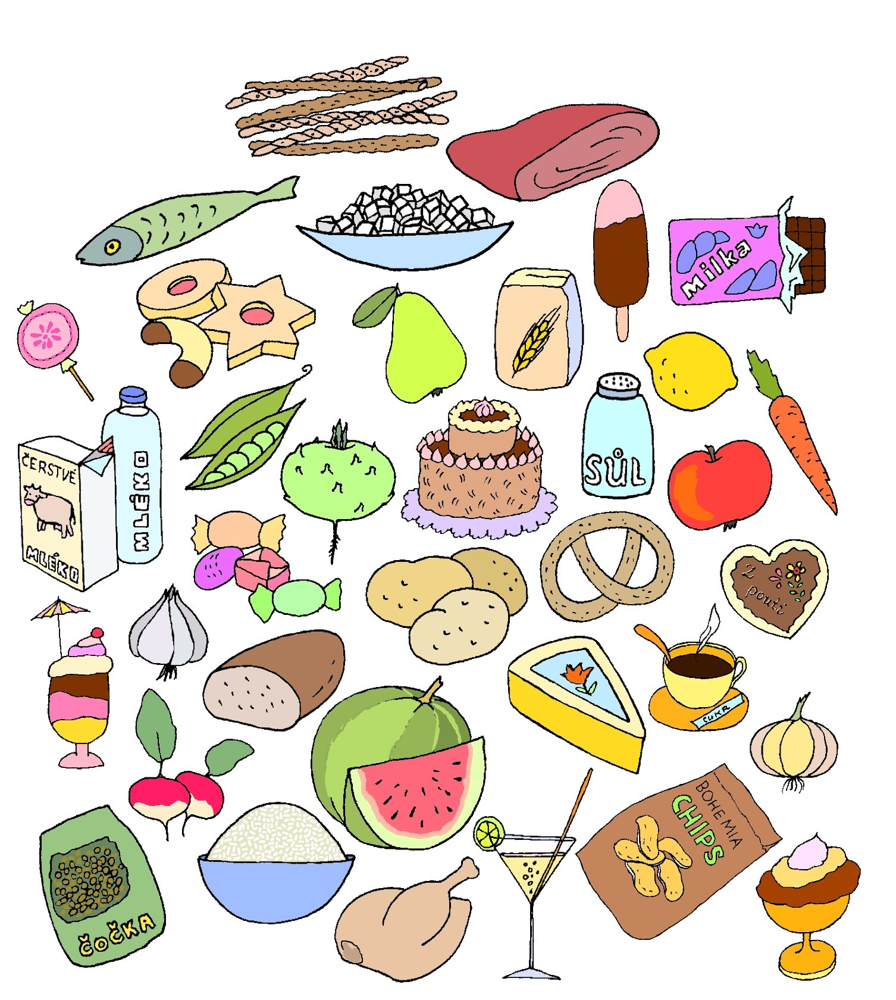 Milka
ČERSTVÉ
MLÉKO
MLÉKO
SŮL
Z
pouti
CUKR
BOHEMIA
CHIPS
ČOČKA